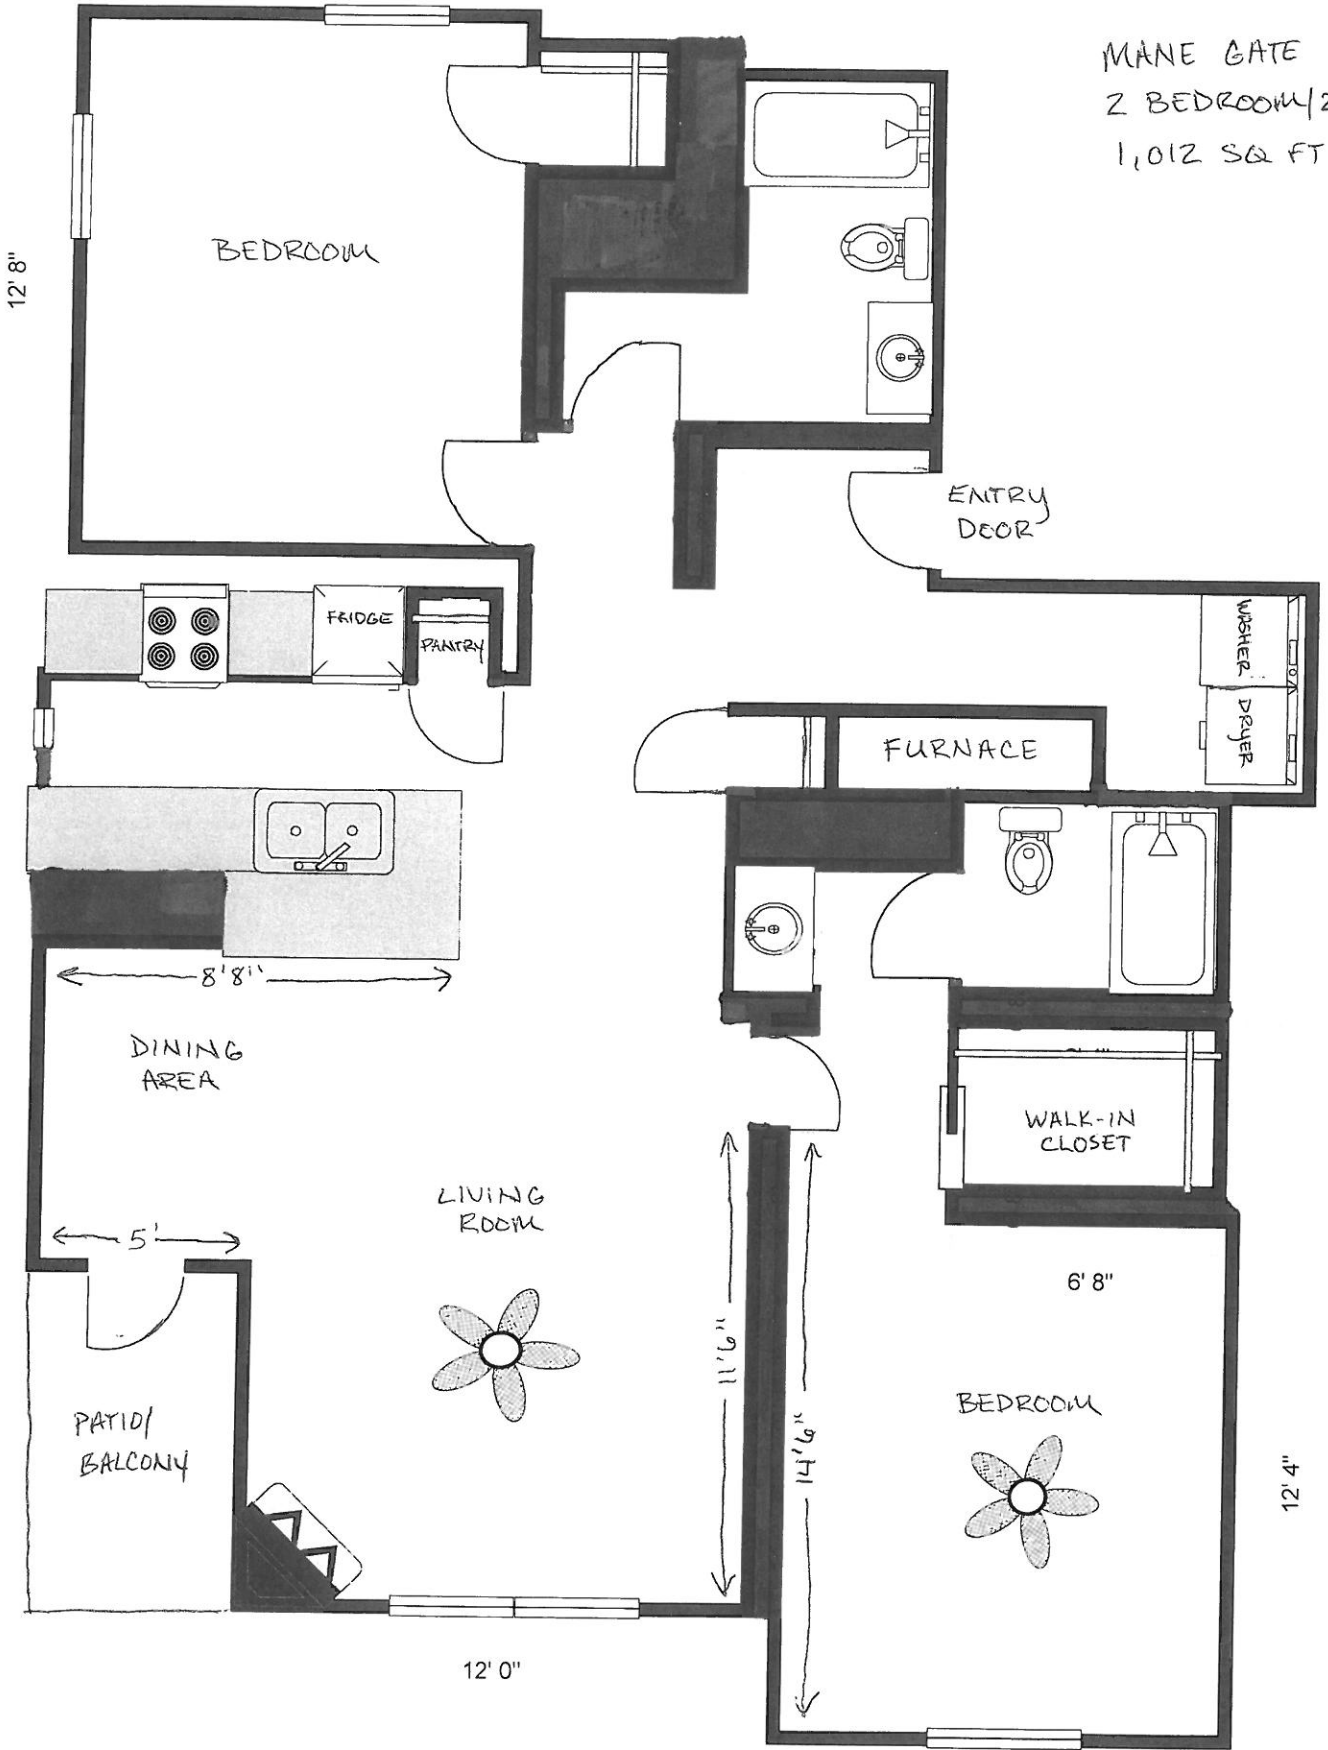 MANE GATE
2 BEDROOM/2
1,012 SQ FT
12' 8"
BEDROOM
ENTRY
DOOR
FRIDGE
PANTRY
WASHER
DRYER
FURNACE
8'8"
DINING
AREA
WALK-IN
CLOSET
LIVING
ROOM
5'
6' 8"
11'6"
14'6"
BEDROOM
PATIO/
BALCONY
12' 4"
12' 0"